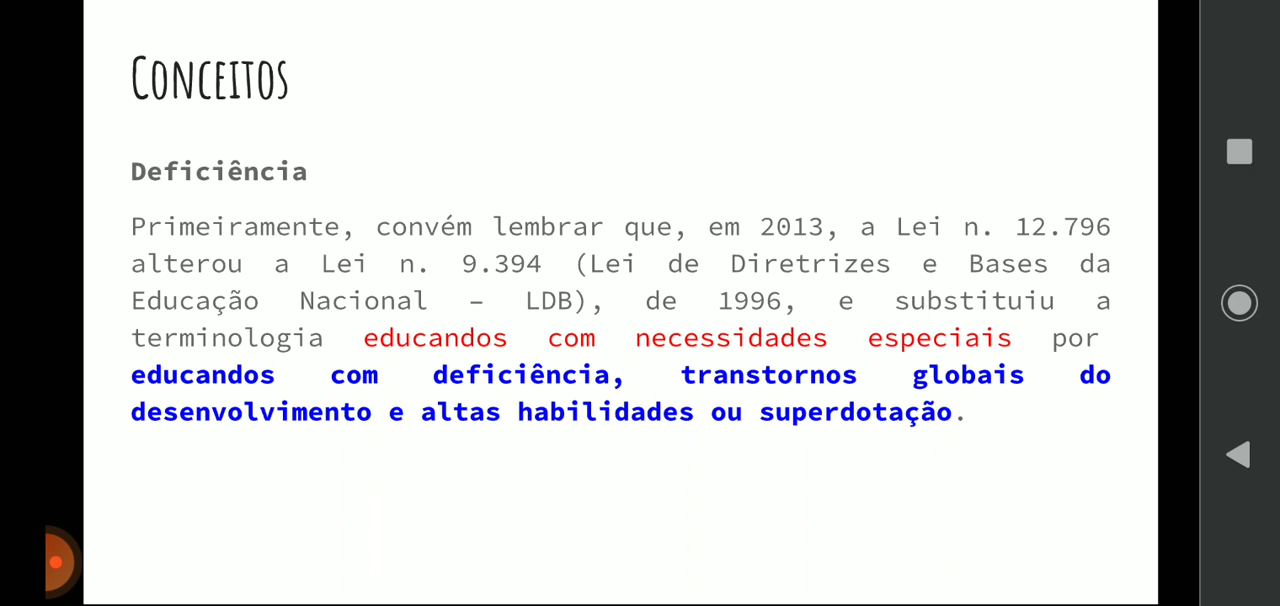 Conceitos
Deficiência
Primeiramente, convém lembrar que, em 2013, a Lei n. 12.796
alterou a Lei n. 9.394 (Lei de Diretrizes e Bases da
Educação Nacional – LDB), de 1996, e substituiu a
terminologia educandos com necessidades especiais por
educandos com deficiência, transtornos globais do
desenvolvimento e altas habilidades ou superdotação.